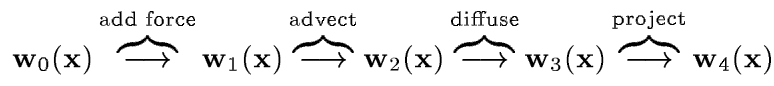 add force advect diffuse project
w₀(x) ⟶ w₁(x) ⟶ w₂(x) ⟶ w₃(x) ⟶ w₄(x)